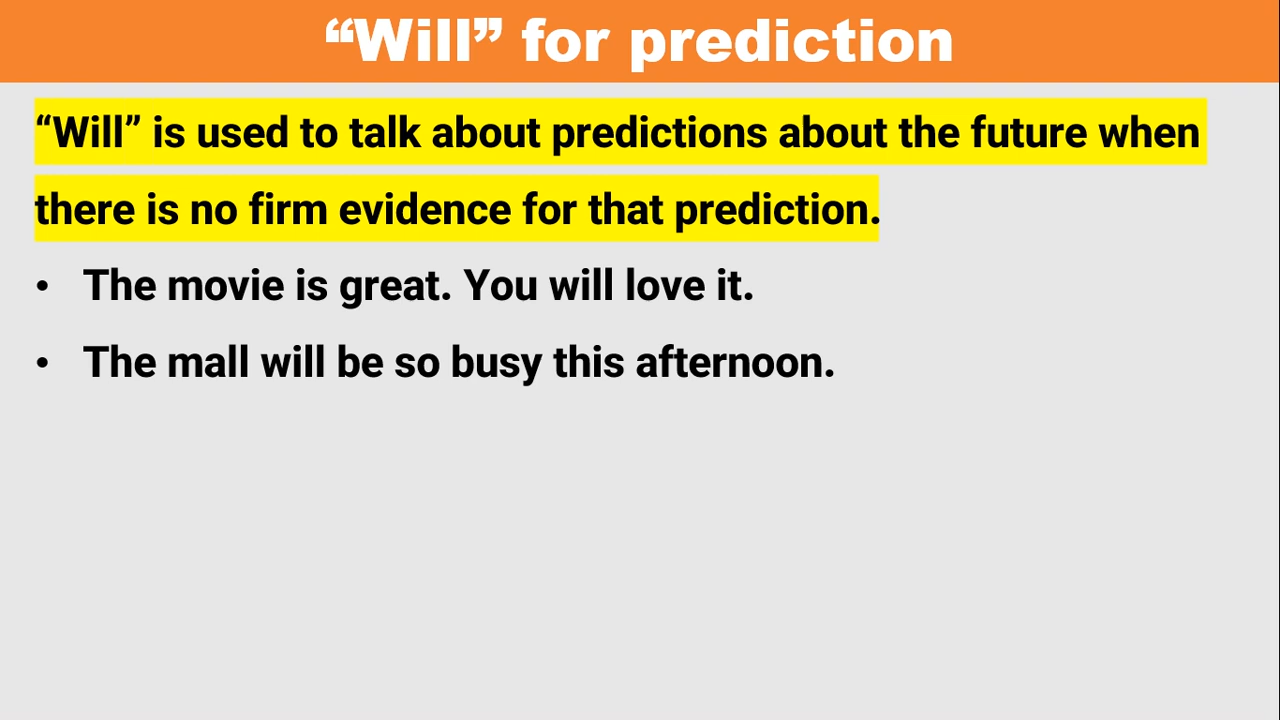 “Will” for prediction
“Will” is used to talk about predictions about the future when
there is no firm evidence for that prediction.
• The movie is great. You will love it.
• The mall will be so busy this afternoon.